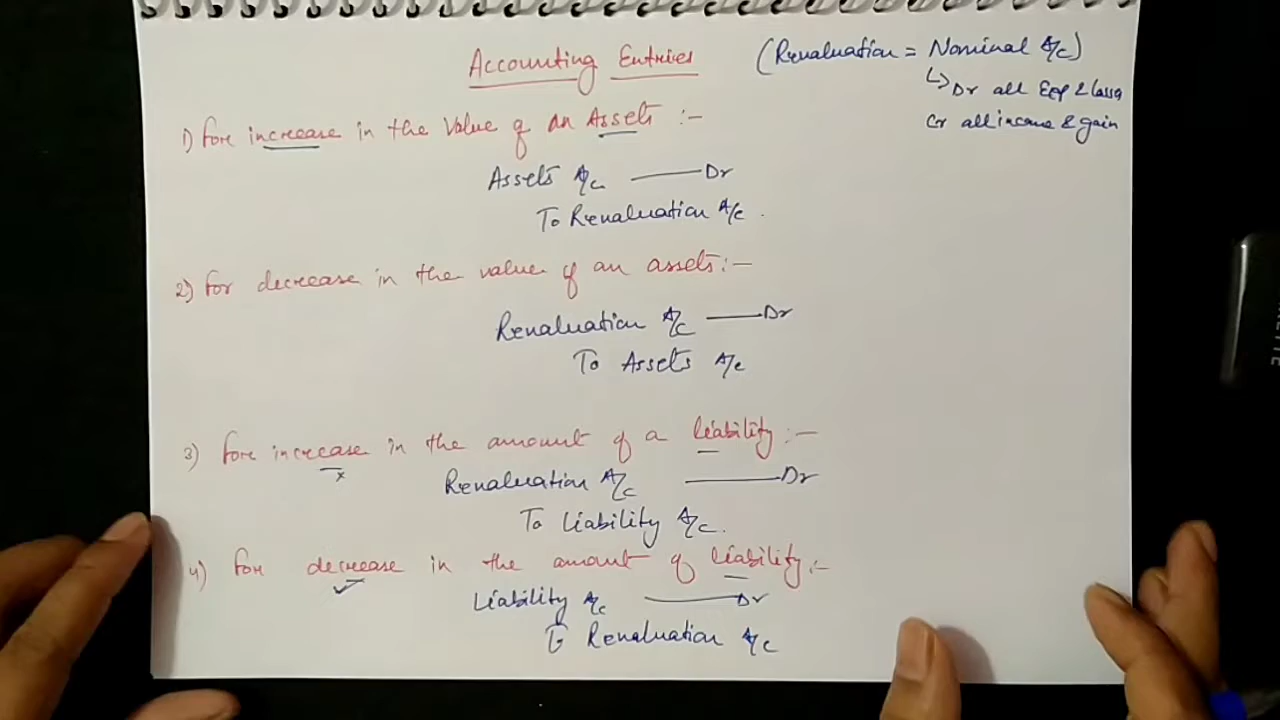 Accounting Entries
(Revaluation = Nominal A/c)
↳ Dr all Exp & Losses
Cr all income & gain
1) For increase in the Value of an Assets :-
Assets A/c —— Dr
To Revaluation A/c.
2) For decrease in the value of an assets :-
Revaluation A/c —— Dr
To Assets A/c
3) For increase in the amount of a liability :-
Revaluation A/c —— Dr
To Liability A/c.
4) For decrease in the amount of liability :-
Liability A/c —— Dr
To Revaluation A/c